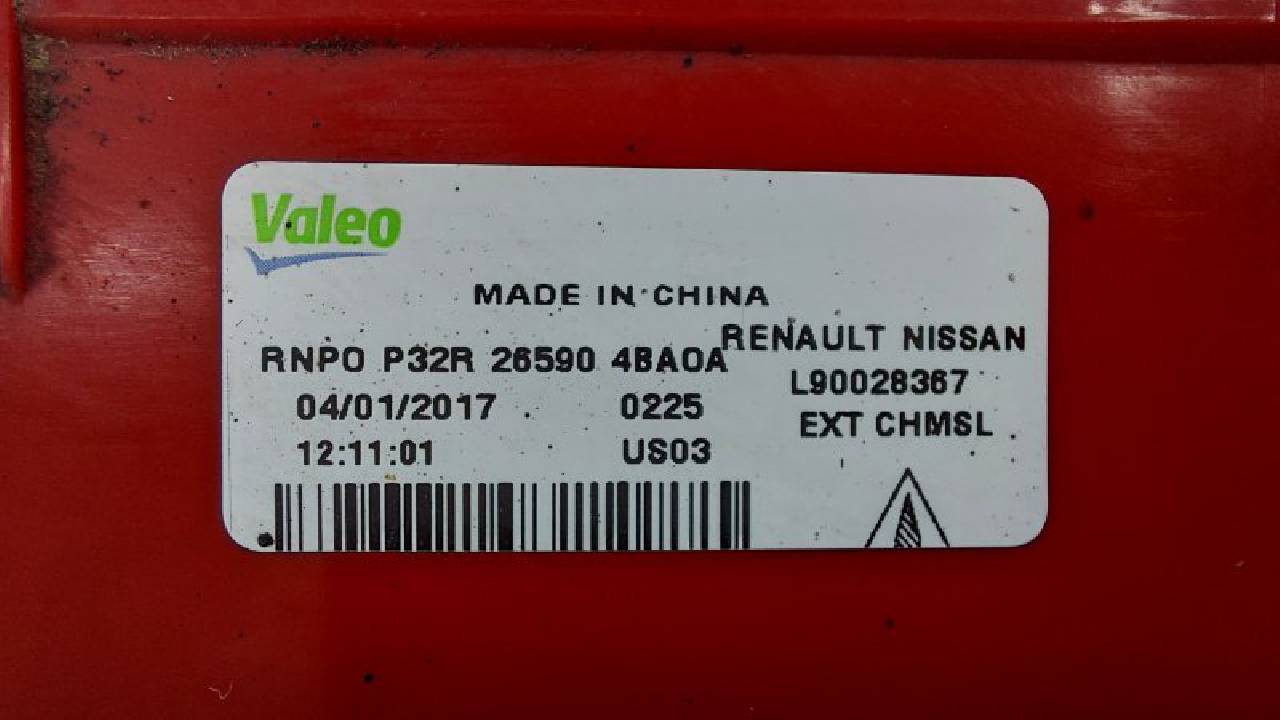 Valeo
MADE IN CHINA
RENAULT NISSAN
RNPO P32R 26590 4BA0A
L90028367
04/01/2017 0225
EXT CHMSL
12:11:01 US03